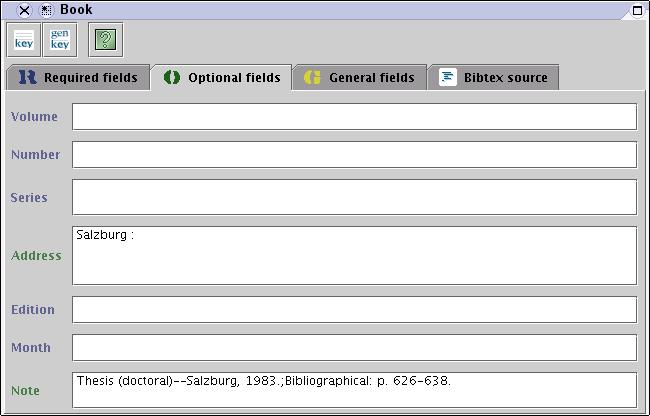 Book
key
gen
key
?
Required fields
Optional fields
General fields
Bibtex source
Volume
Number
Series
Address
Salzburg :
Edition
Month
Note
Thesis (doctoral)--Salzburg, 1983.;Bibliographical: p. 626-638.